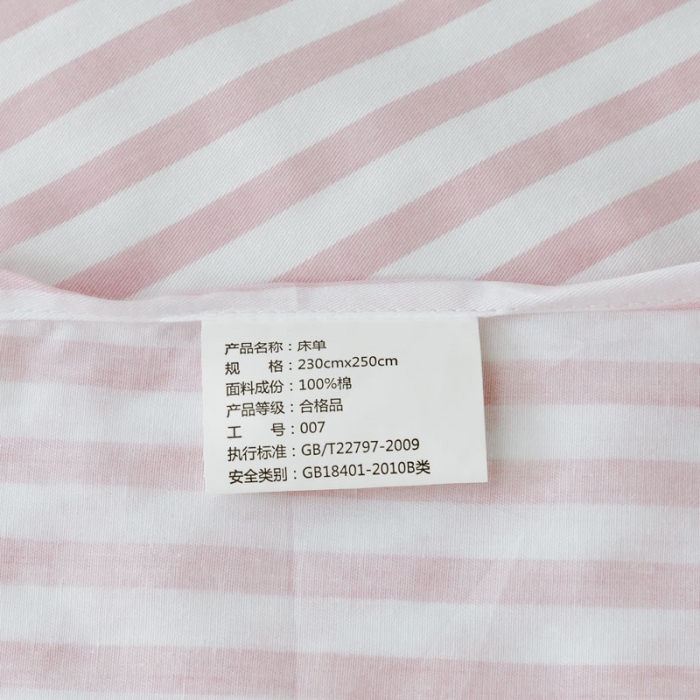 产品名称：床单
规　　格：230cmx250cm
面料成份：100%棉
产品等级：合格品
工　　号：007
执行标准：GB/T22797-2009
安全类别：GB18401-2010B类